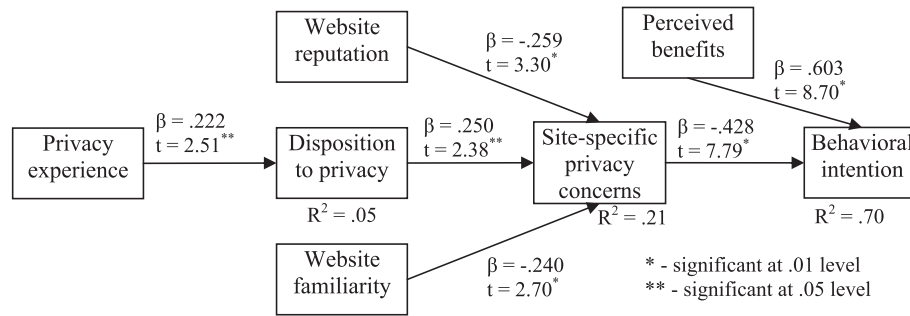 Website
reputation
β = -.259
t = 3.30*
Perceived
benefits
β = .603
t = 8.70*
Privacy
experience
β = .222
t = 2.51**
Disposition
to privacy
R² = .05
β = .250
t = 2.38**
Site-specific
privacy
concerns
R² = .21
β = -.428
t = 7.79*
Behavioral
intention
R² = .70
Website
familiarity
β = -.240
t = 2.70*
* - significant at .01 level
** - significant at .05 level